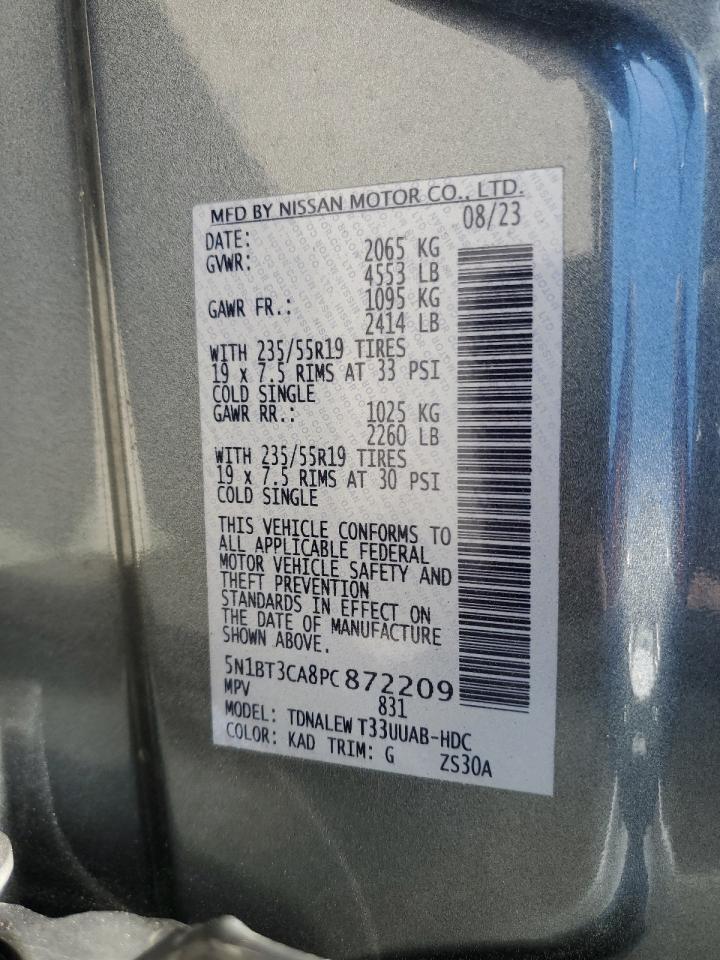 MFD BY NISSAN MOTOR CO., LTD.
DATE: 08/23
GVWR: 2065 KG
4553 LB
GAWR FR.: 1095 KG
2414 LB
WITH 235/55R19 TIRES
19 x 7.5 RIMS AT 33 PSI
COLD SINGLE
GAWR RR.: 1025 KG
2260 LB
WITH 235/55R19 TIRES
19 x 7.5 RIMS AT 30 PSI
COLD SINGLE
THIS VEHICLE CONFORMS TO
ALL APPLICABLE FEDERAL
MOTOR VEHICLE SAFETY AND
THEFT PREVENTION
STANDARDS IN EFFECT ON
THE DATE OF MANUFACTURE
SHOWN ABOVE.
5N1BT3CA8PC872209
MPV 831
MODEL: TDNALEW T33UUAB-HDC
COLOR: KAD TRIM: G ZS30A